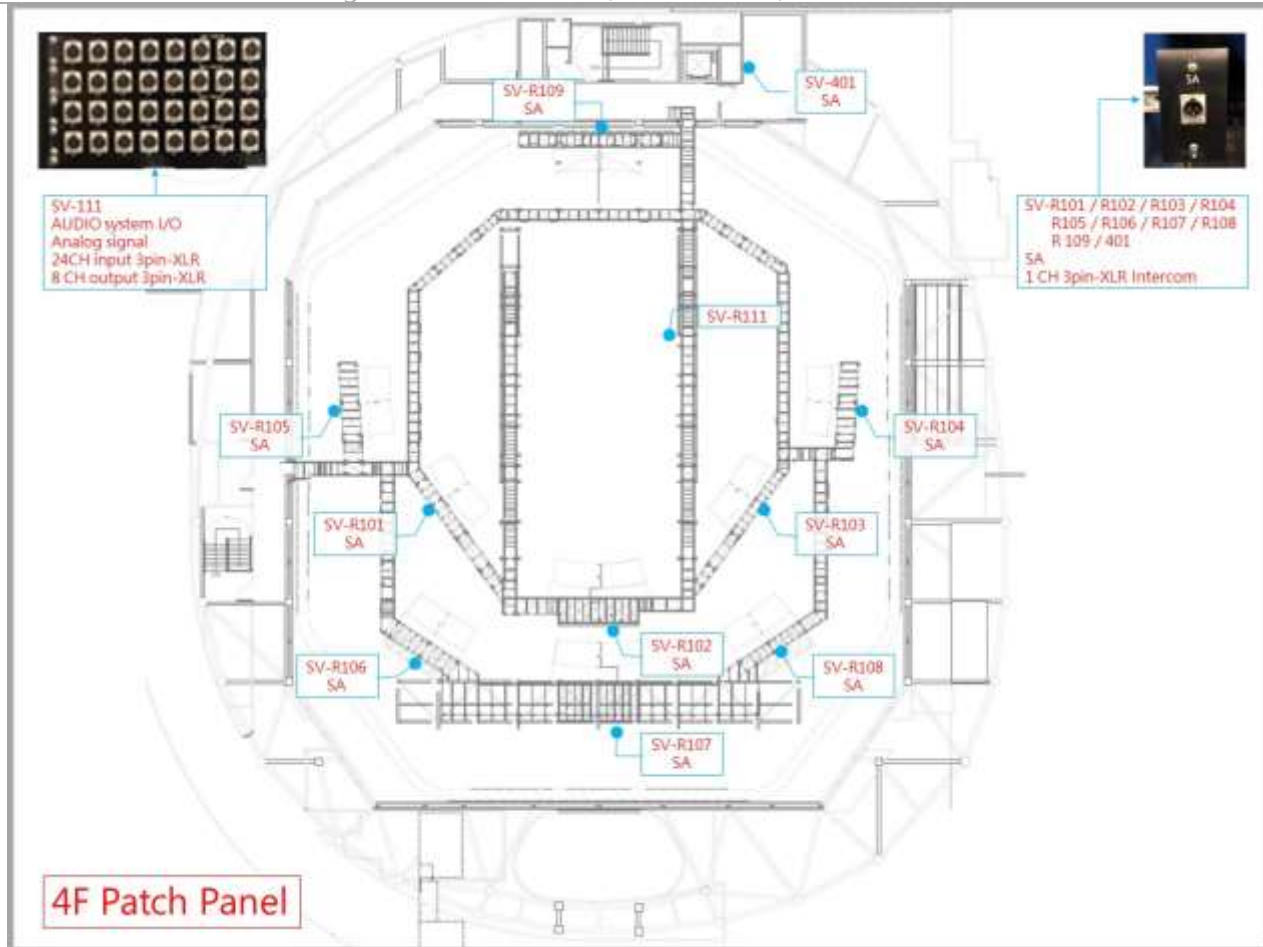 SV-R109
SA
SV-401
SA
SA
SV-111
AUDIO system I/O
Analog signal
24CH input 3pin-XLR
8 CH output 3pin-XLR
SV-R101 / R102 / R103 / R104
R105 / R106 / R107 / R108
R 109 / 401
SA
1 CH 3pin-XLR Intercom
SV-R111
SV-R105
SA
SV-R104
SA
SV-R101
SA
SV-R103
SA
SV-R102
SA
SV-R106
SA
SV-R108
SA
SV-R107
SA
4F Patch Panel